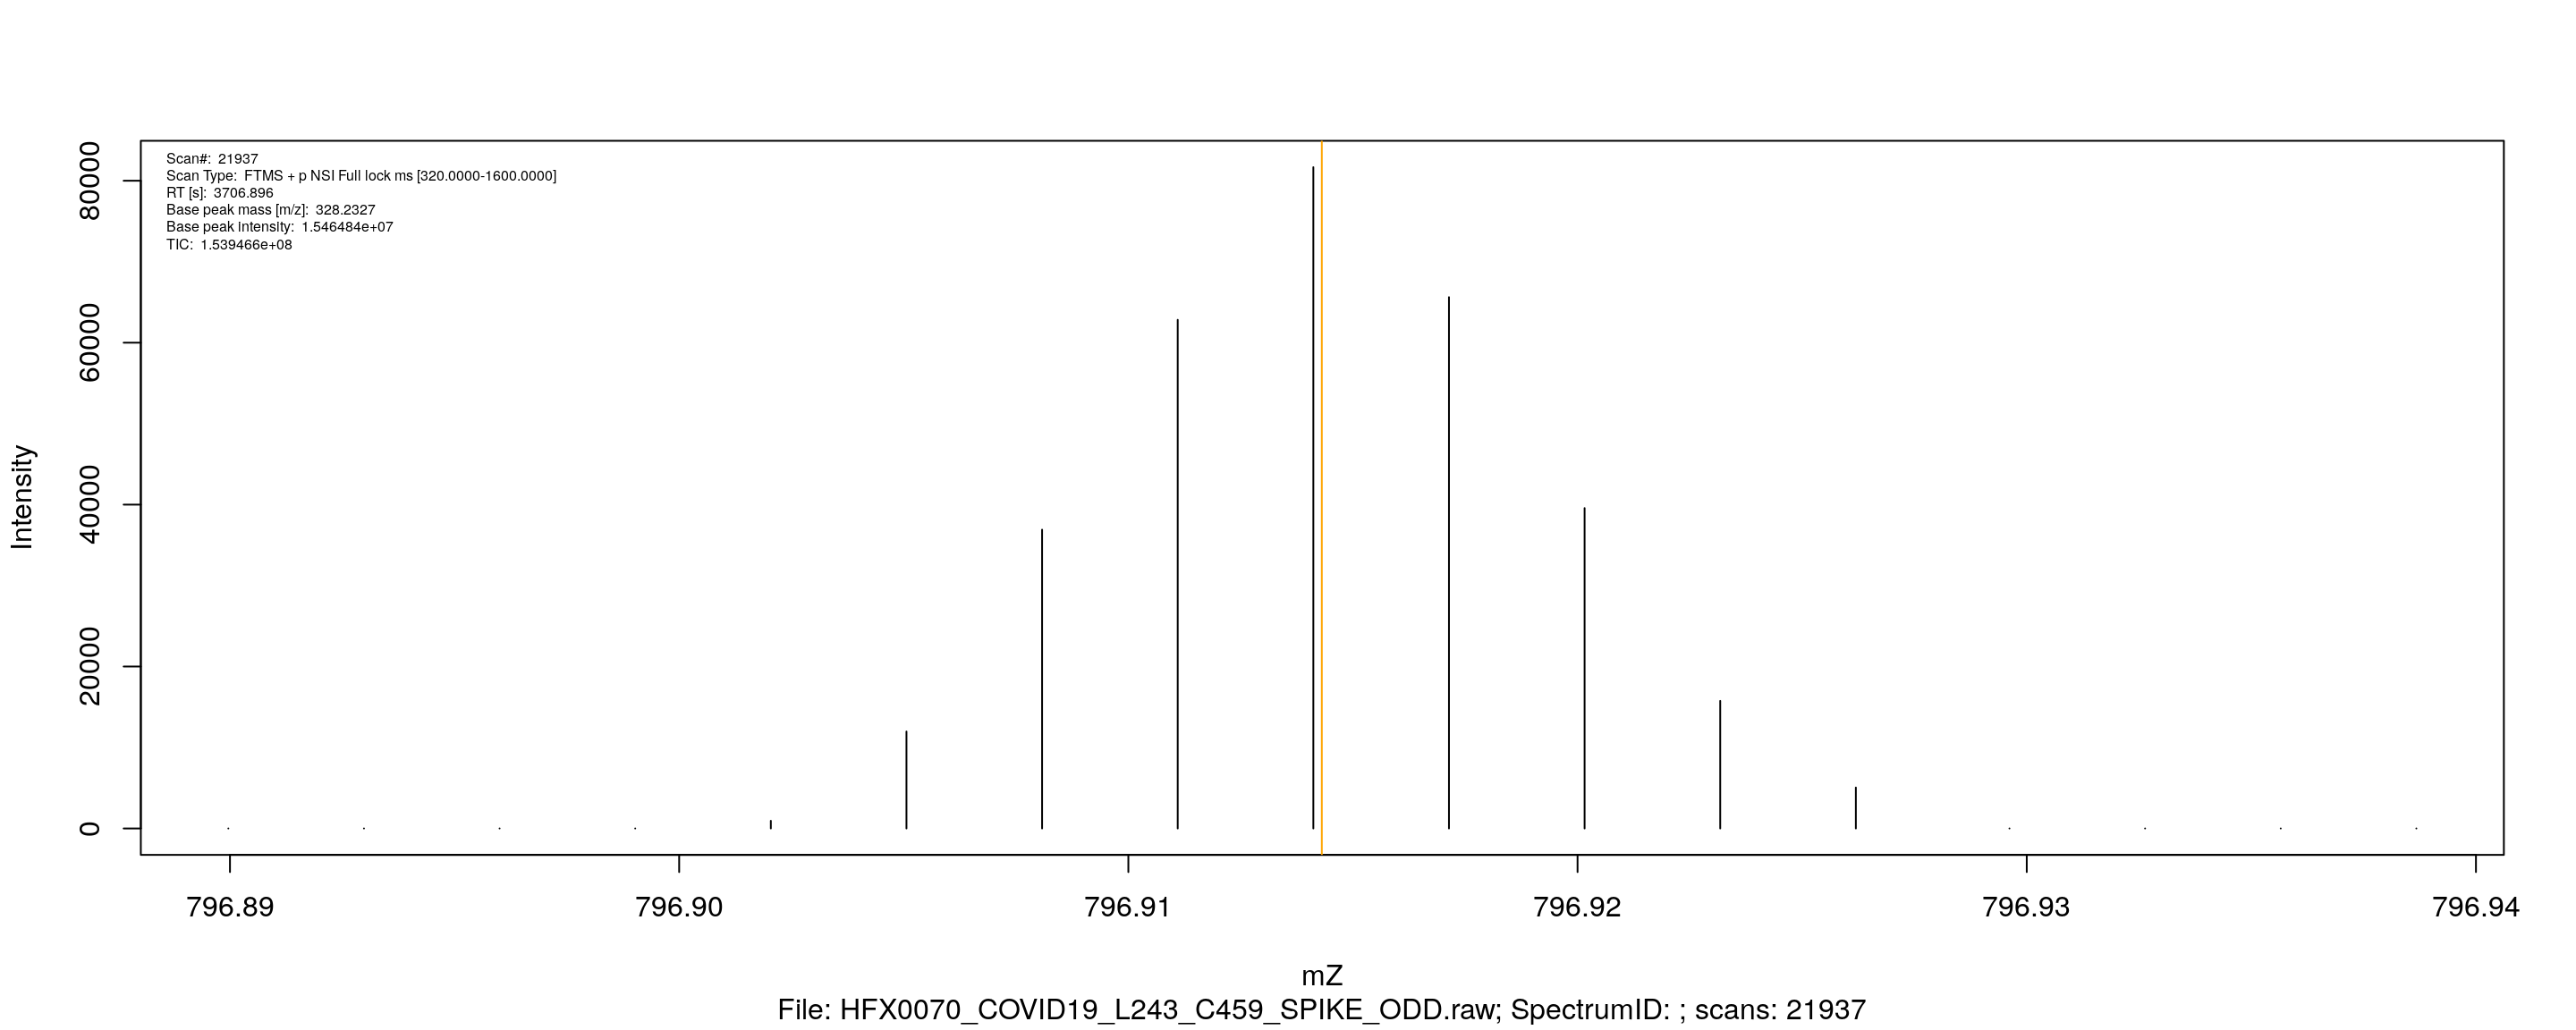 Scan#: 21937
Scan Type: FTMS + p NSI Full lock ms [320.0000-1600.0000]
RT [s]: 3706.896
Base peak mass [m/z]: 328.2327
Base peak intensity: 1.546484e+07
TIC: 1.539466e+08
80000
60000
40000
20000
0
Intensity
796.89 796.90 796.91 796.92 796.93 796.94
mZ
File: HFX0070_COVID19_L243_C459_SPIKE_ODD.raw; SpectrumID: ; scans: 21937